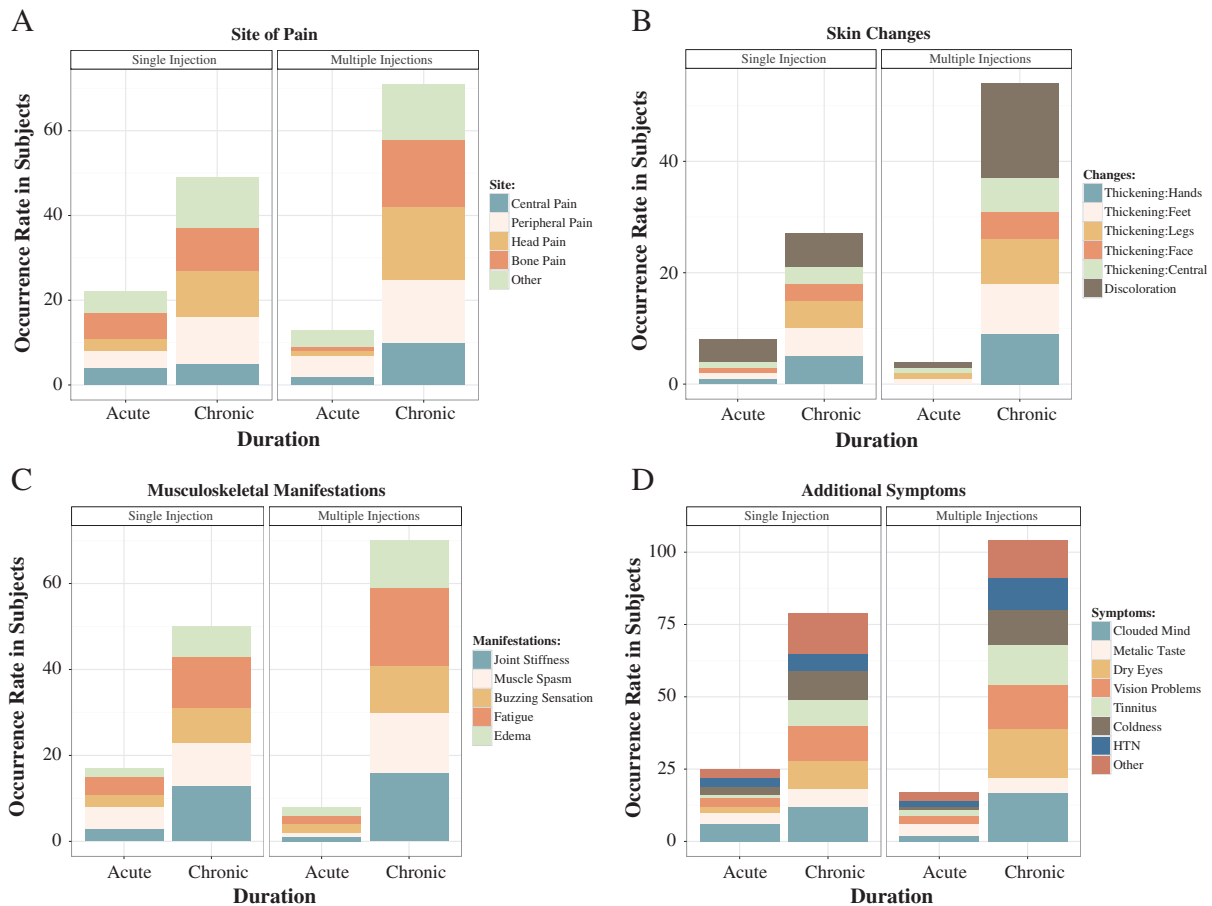 A
Site of Pain
Single Injection
Multiple Injections
Occurrence Rate in Subjects
60
40
20
0
Acute
Chronic
Acute
Chronic
Duration
Site:
Central Pain
Peripheral Pain
Head Pain
Bone Pain
Other
B
Skin Changes
Single Injection
Multiple Injections
Occurrence Rate in Subjects
40
20
0
Acute
Chronic
Acute
Chronic
Duration
Changes:
Thickening:Hands
Thickening:Feet
Thickening:Legs
Thickening:Face
Thickening:Central
Discoloration
C
Musculoskeletal Manifestations
Single Injection
Multiple Injections
Occurrence Rate in Subjects
60
40
20
0
Acute
Chronic
Acute
Chronic
Duration
Manifestations:
Joint Stiffness
Muscle Spasm
Buzzing Sensation
Fatigue
Edema
D
Additional Symptoms
Single Injection
Multiple Injections
Occurrence Rate in Subjects
100
75
50
25
0
Acute
Chronic
Acute
Chronic
Duration
Symptoms:
Clouded Mind
Metalic Taste
Dry Eyes
Vision Problems
Tinnitus
Coldness
HTN
Other